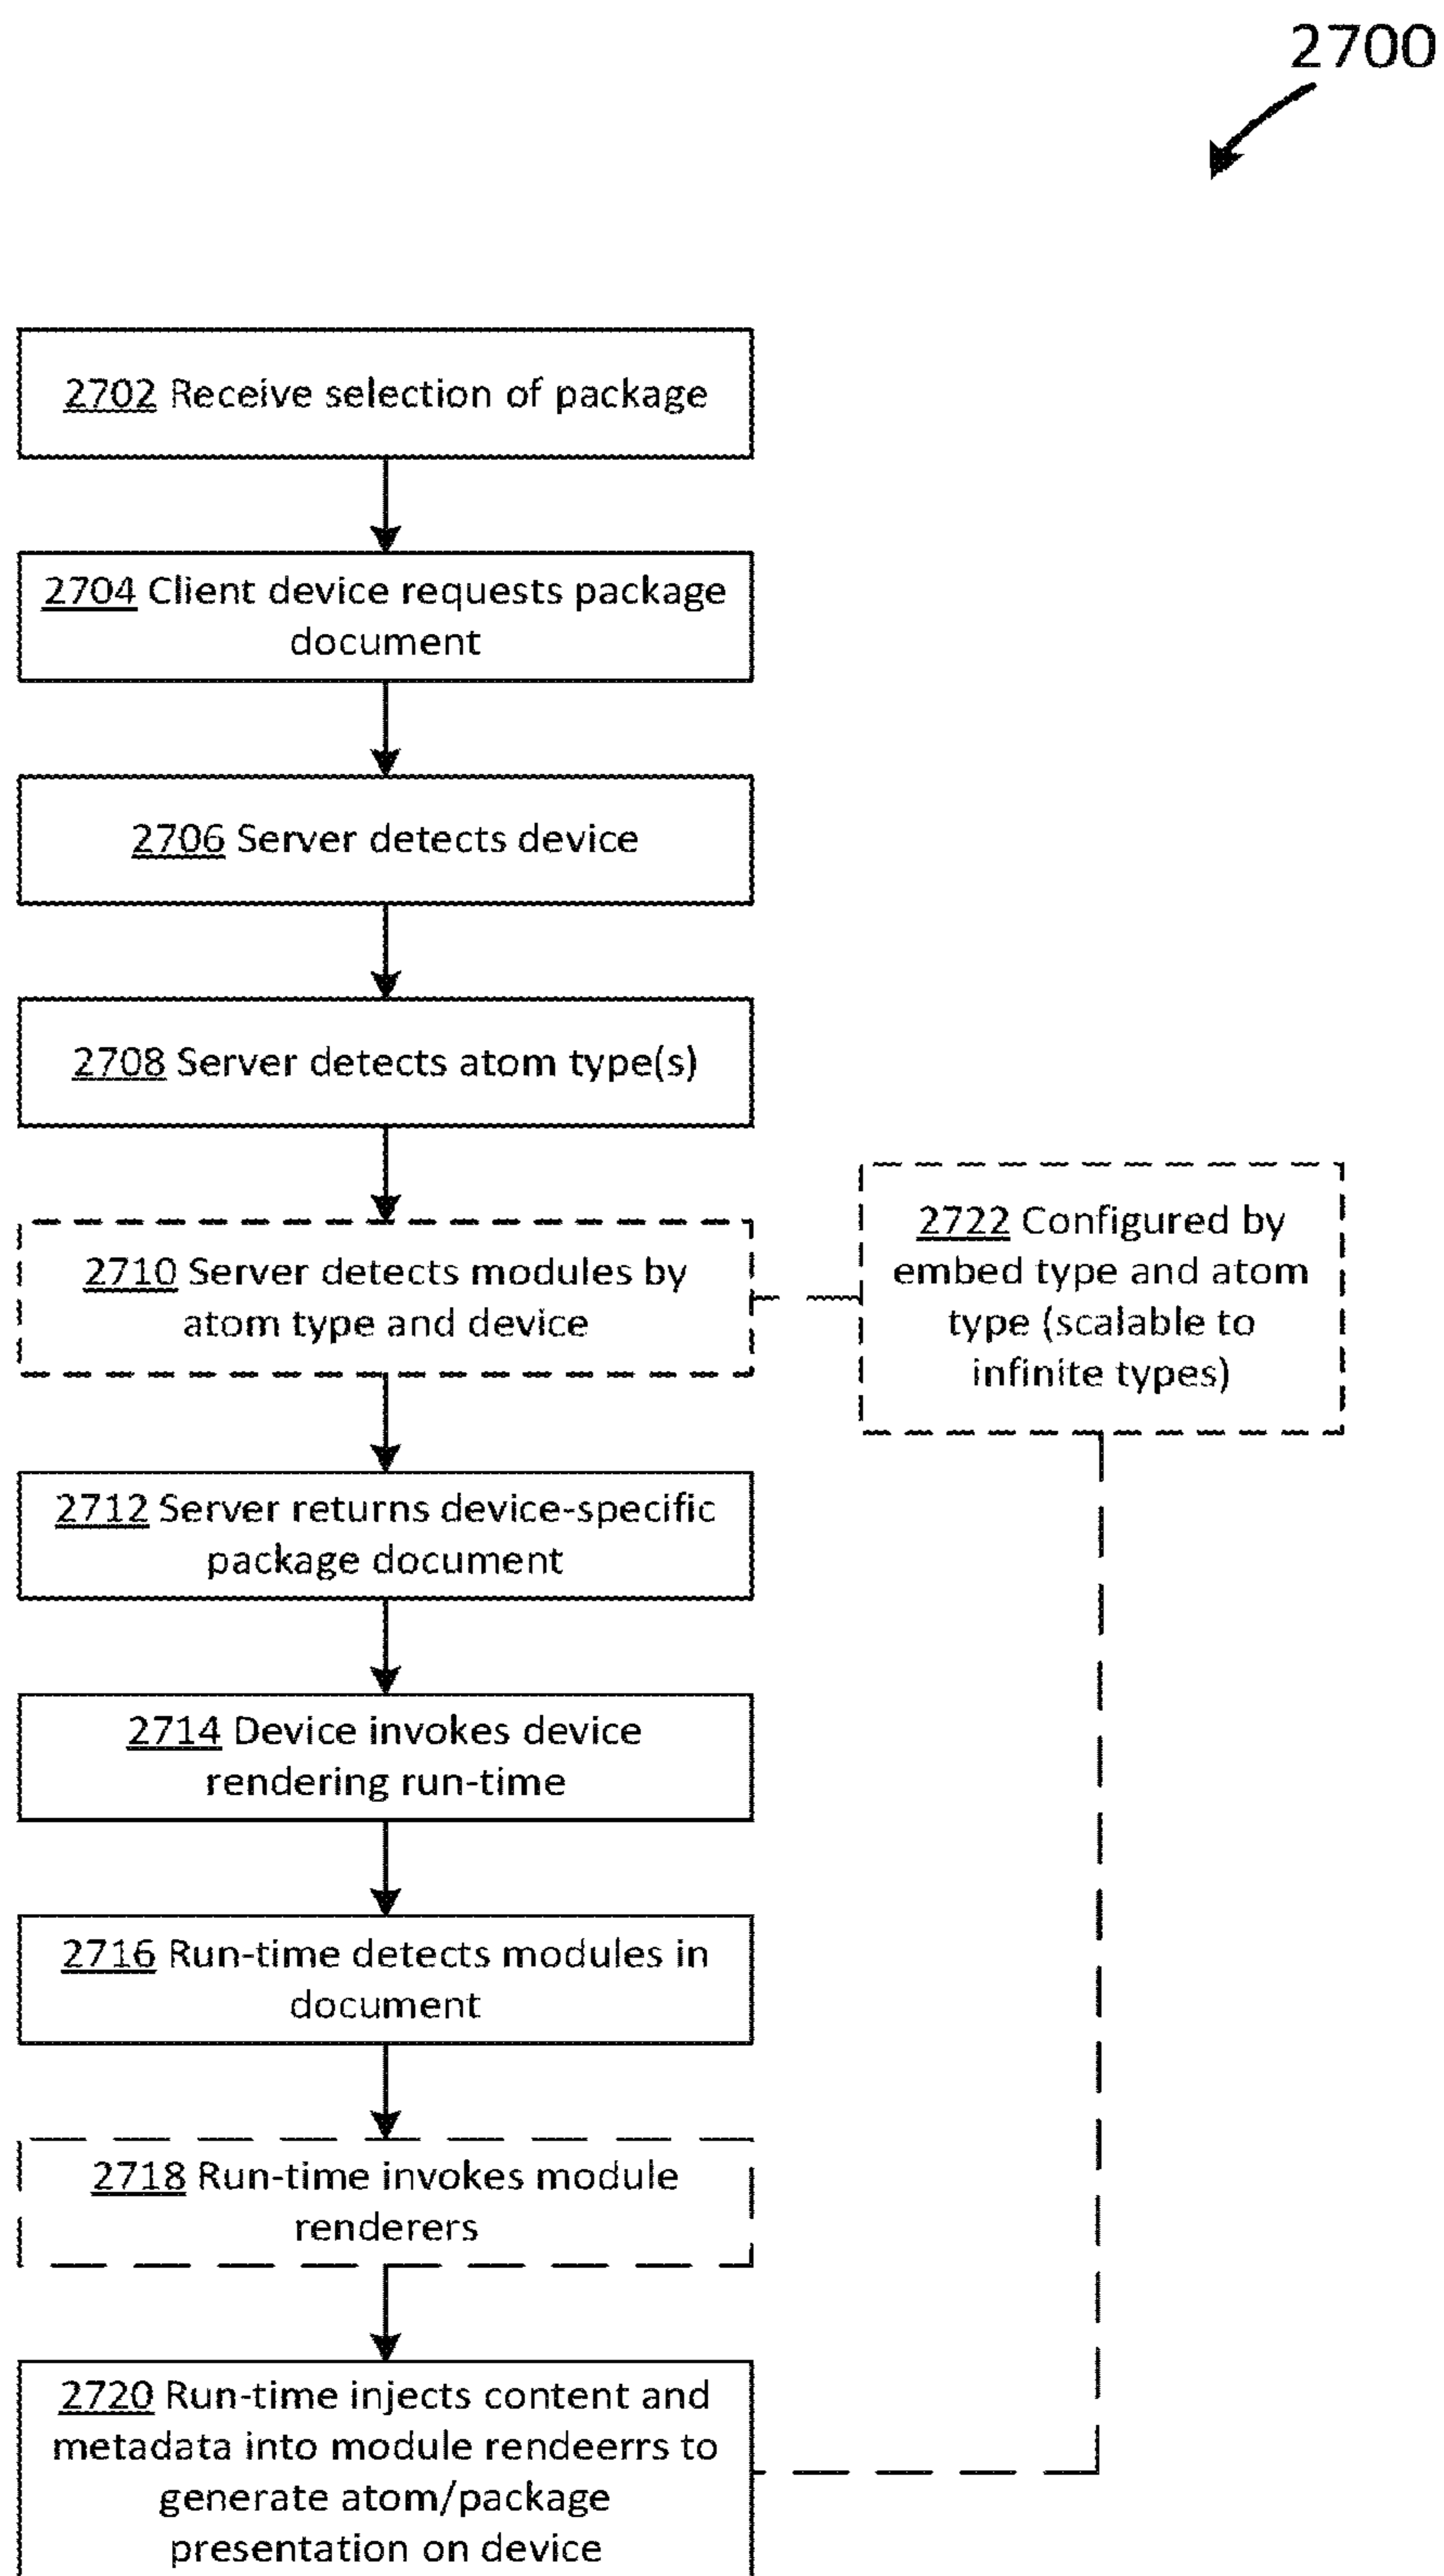 2700
2702 Receive selection of package
2704 Client device requests package
document
2706 Server detects device
2708 Server detects atom type(s)
2710 Server detects modules by
atom type and device
2722 Configured by
embed type and atom
type (scalable to
infinite types)
2712 Server returns device-specific
package document
2714 Device invokes device
rendering run-time
2716 Run-time detects modules in
document
2718 Run-time invokes module
renderers
2720 Run-time injects content and
metadata into module rendeerrs to
generate atom/package
presentation on device